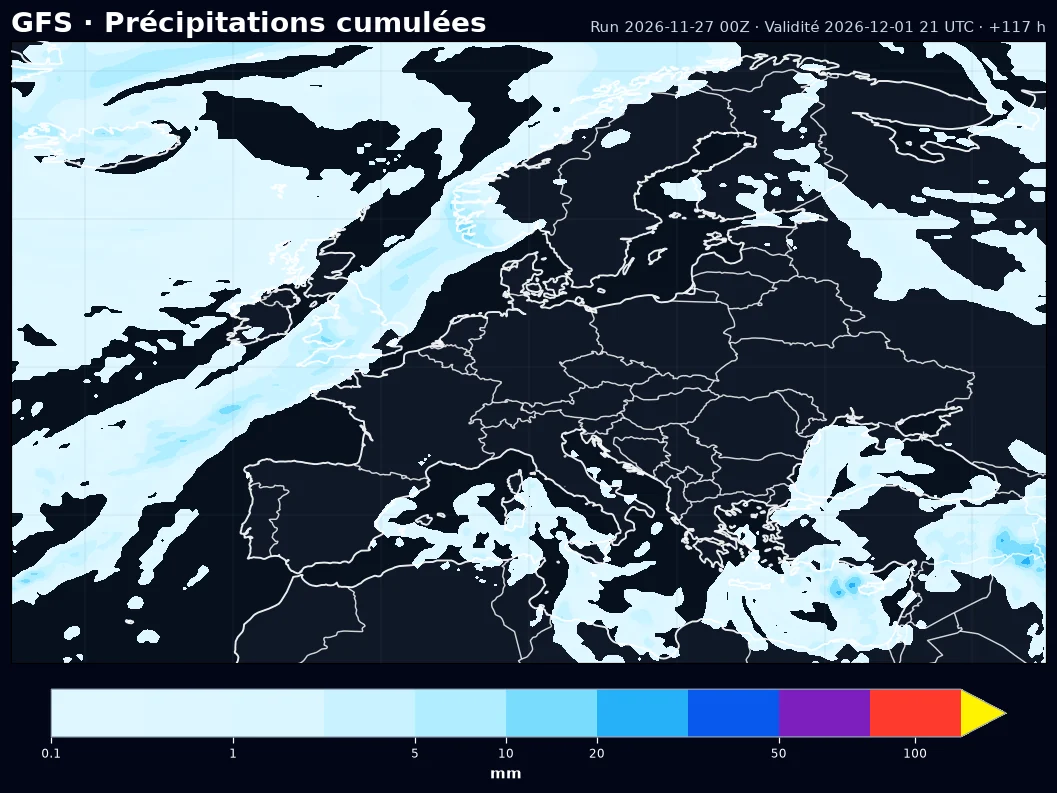 GFS · Précipitations cumulées
Run 2026-11-27 00Z · Validité 2026-12-01 21 UTC · +117 h
0.1 1 5 10 20 50 100
mm